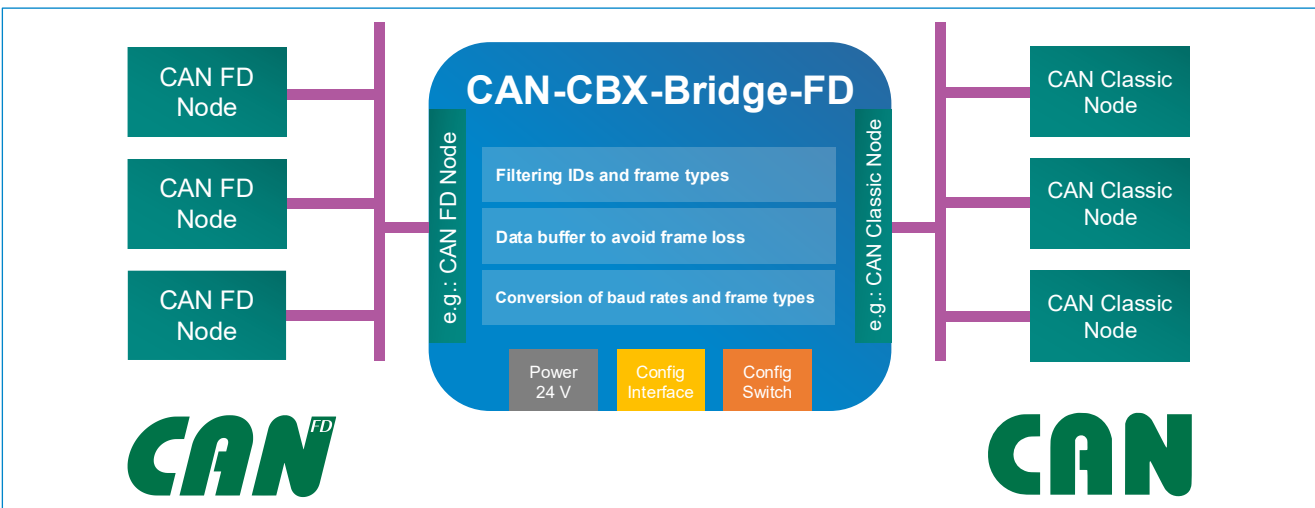 CAN FD
Node
CAN FD
Node
CAN FD
Node
CAN-CBX-Bridge-FD
e.g.: CAN FD Node
Filtering IDs and frame types
Data buffer to avoid frame loss
Conversion of baud rates and frame types
e.g.: CAN Classic Node
Power
24 V
Config
Interface
Config
Switch
CAN Classic
Node
CAN Classic
Node
CAN Classic
Node
CAN FD
CAN